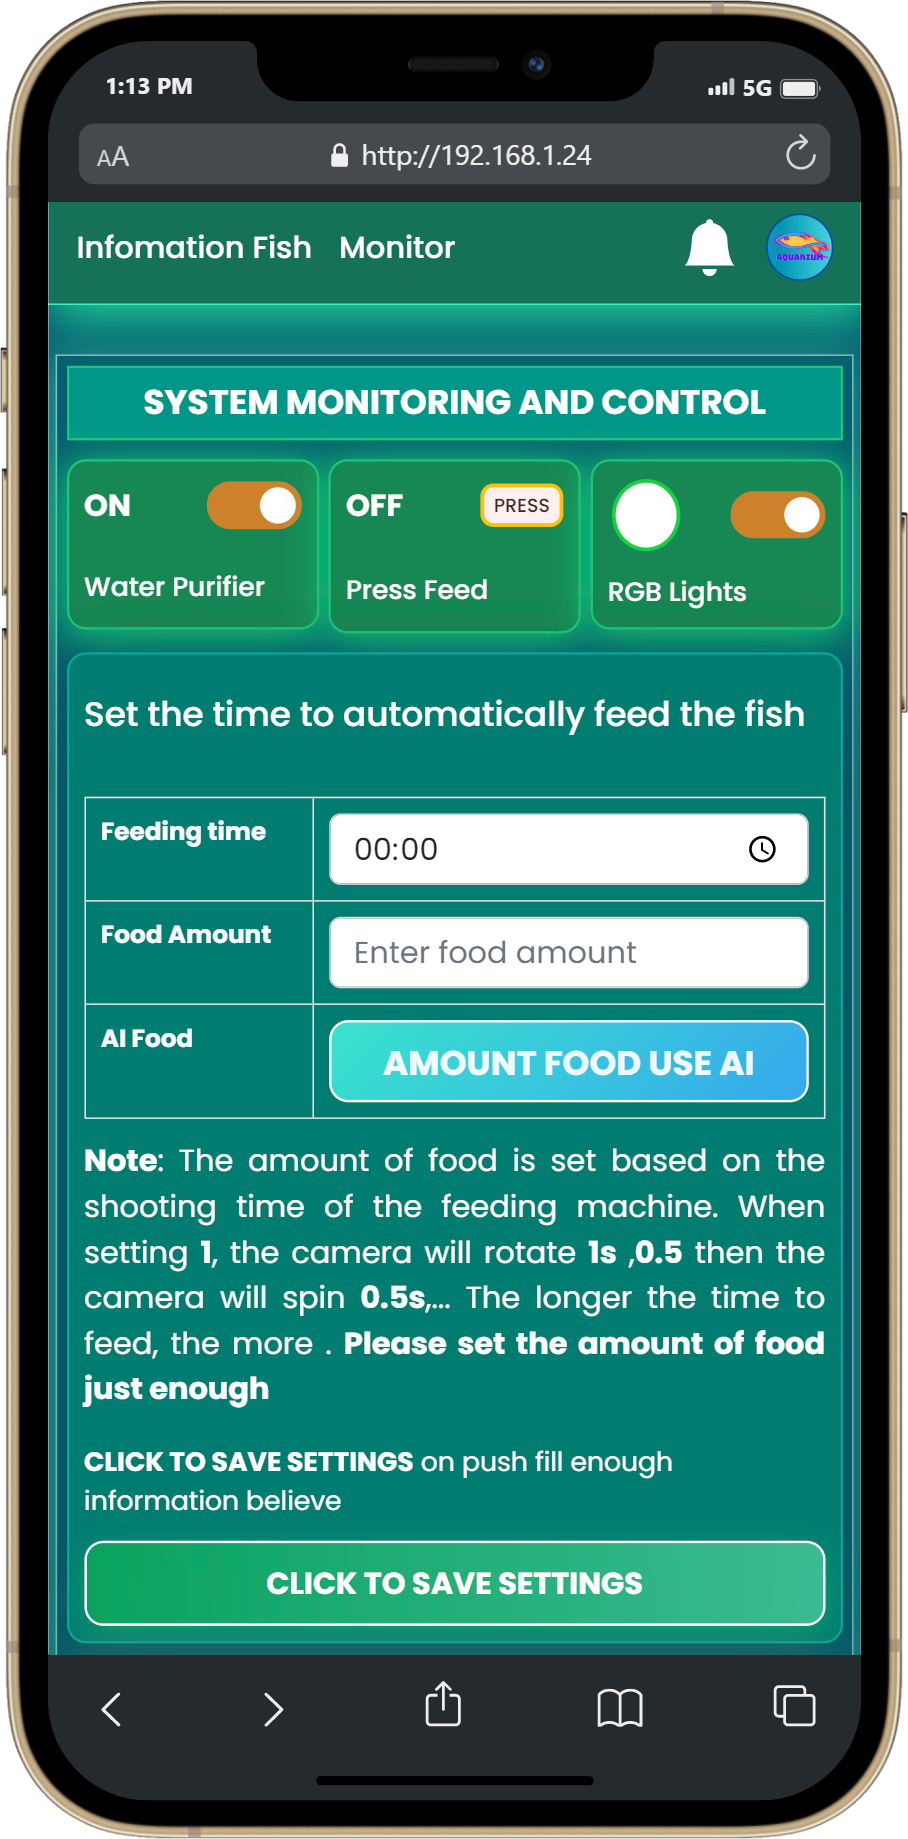 1:13 PM
5G
AA
http://192.168.1.24
Infomation Fish Monitor
AQUARIUM
SYSTEM MONITORING AND CONTROL
ON
Water Purifier
OFF
PRESS
Press Feed
RGB Lights
Set the time to automatically feed the fish
Feeding time
00:00
Food Amount
Enter food amount
AI Food
AMOUNT FOOD USE AI
Note: The amount of food is set based on the
shooting time of the feeding machine. When
setting 1, the camera will rotate 1s ,0.5 then the
camera will spin 0.5s,... The longer the time to
feed, the more . Please set the amount of food
just enough
CLICK TO SAVE SETTINGS on push fill enough
information believe
CLICK TO SAVE SETTINGS